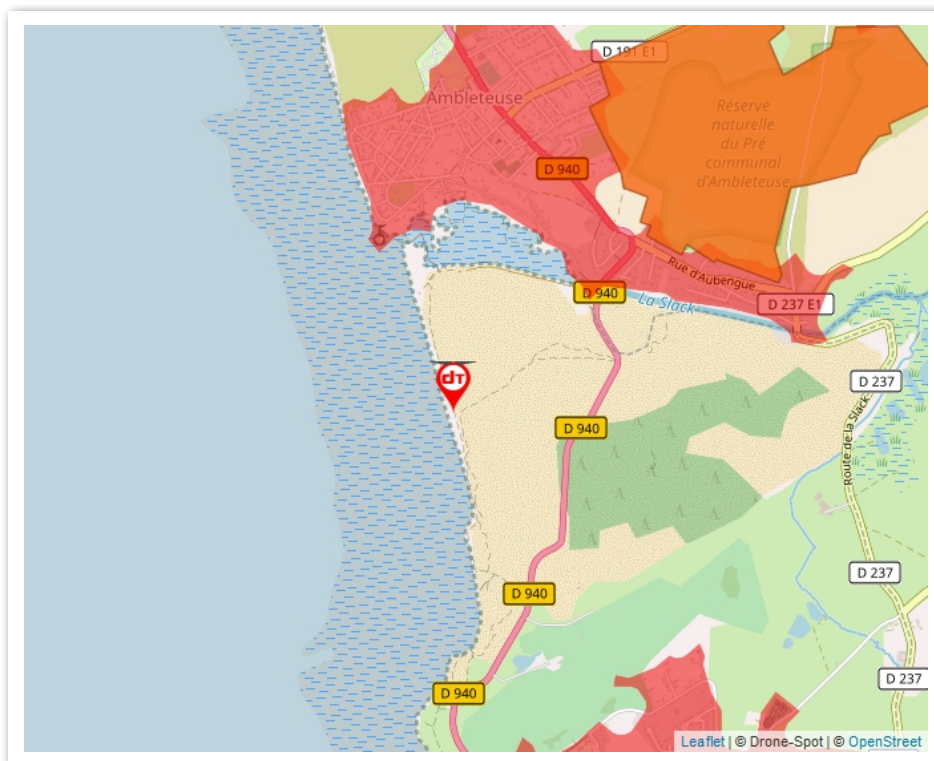 D 191 E1
Ambleteuse
Réserve
naturelle
du Pré
communal
d'Ambleteuse
D 940
Rue d'Aubengue
D 940
La Slack
D 237 E1
dT
D 237
D 940
Route de la Slack
D 237
D 940
D 237
D 940
Leaflet | © Drone-Spot | © OpenStreet